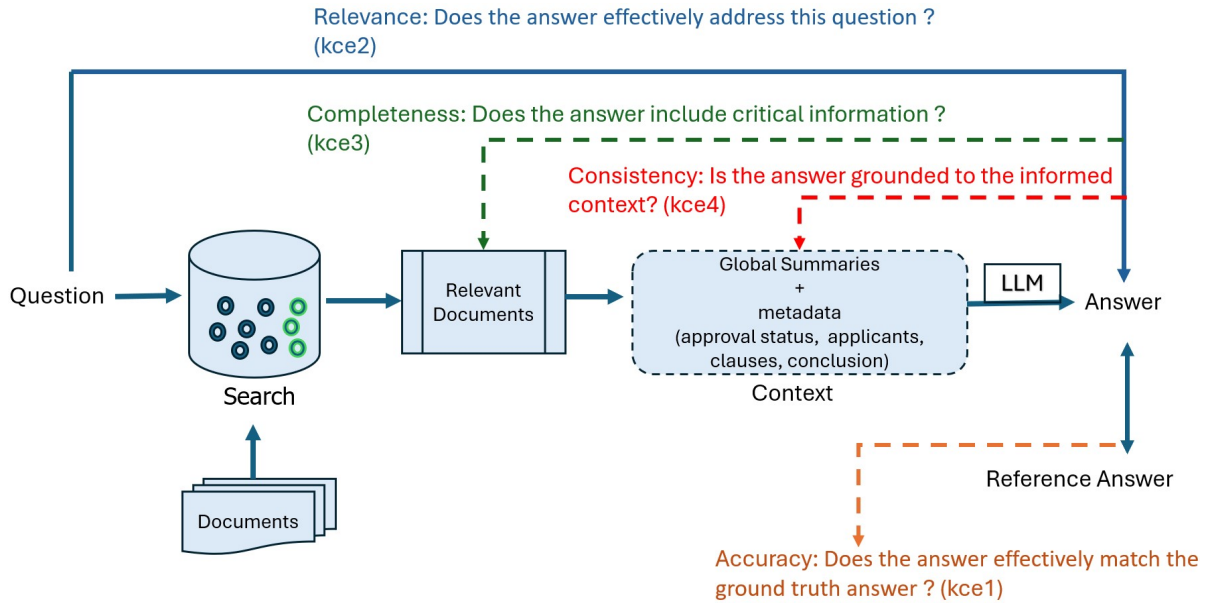 Relevance: Does the answer effectively address this question ?
(kce2)
Completeness: Does the answer include critical information ?
(kce3)
Consistency: Is the answer grounded to the informed
context? (kce4)
Question
Search
Documents
Relevant
Documents
Global Summaries
+
metadata
(approval status, applicants,
clauses, conclusion)
Context
LLM
Answer
Reference Answer
Accuracy: Does the answer effectively match the
ground truth answer ? (kce1)